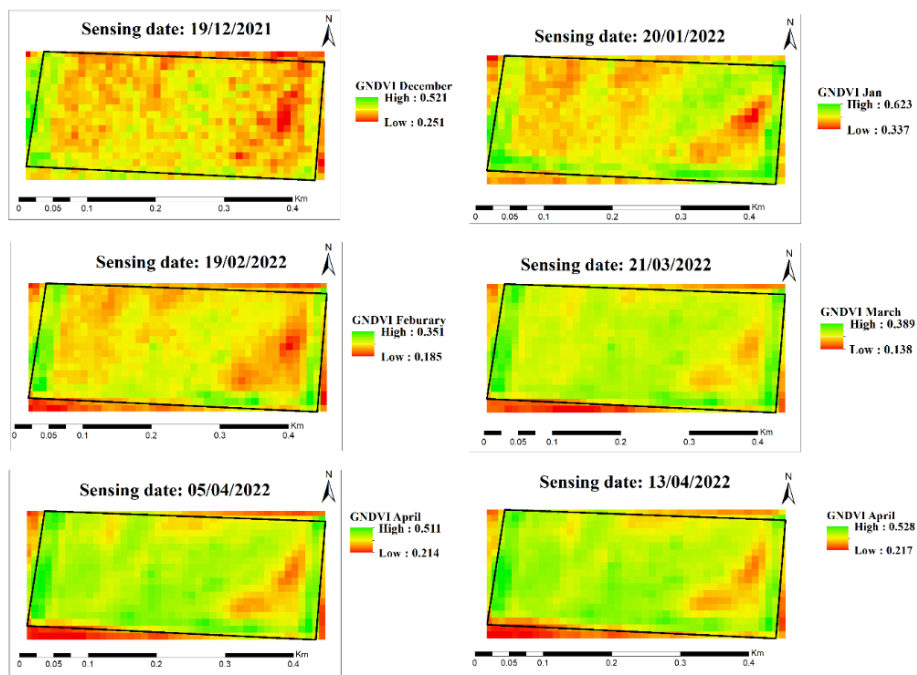 Sensing date: 19/12/2021
N
GNDVI December
High : 0.521
Low : 0.251
Km
0 0.05 0.1 0.2 0.3 0.4
Sensing date: 20/01/2022
N
GNDVI Jan
High : 0.623
Low : 0.337
Km
0 0.05 0.1 0.2 0.3 0.4
Sensing date: 19/02/2022
N
GNDVI Feburary
High : 0.351
Low : 0.185
Km
0 0.05 0.1 0.2 0.3 0.4
Sensing date: 21/03/2022
N
GNDVI March
High : 0.389
Low : 0.138
Km
0 0.05 0.1 0.2 0.3 0.4
Sensing date: 05/04/2022
N
GNDVI April
High : 0.511
Low : 0.214
Km
0 0.05 0.1 0.2 0.3 0.4
Sensing date: 13/04/2022
N
GNDVI April
High : 0.528
Low : 0.217
Km
0 0.05 0.1 0.2 0.3 0.4